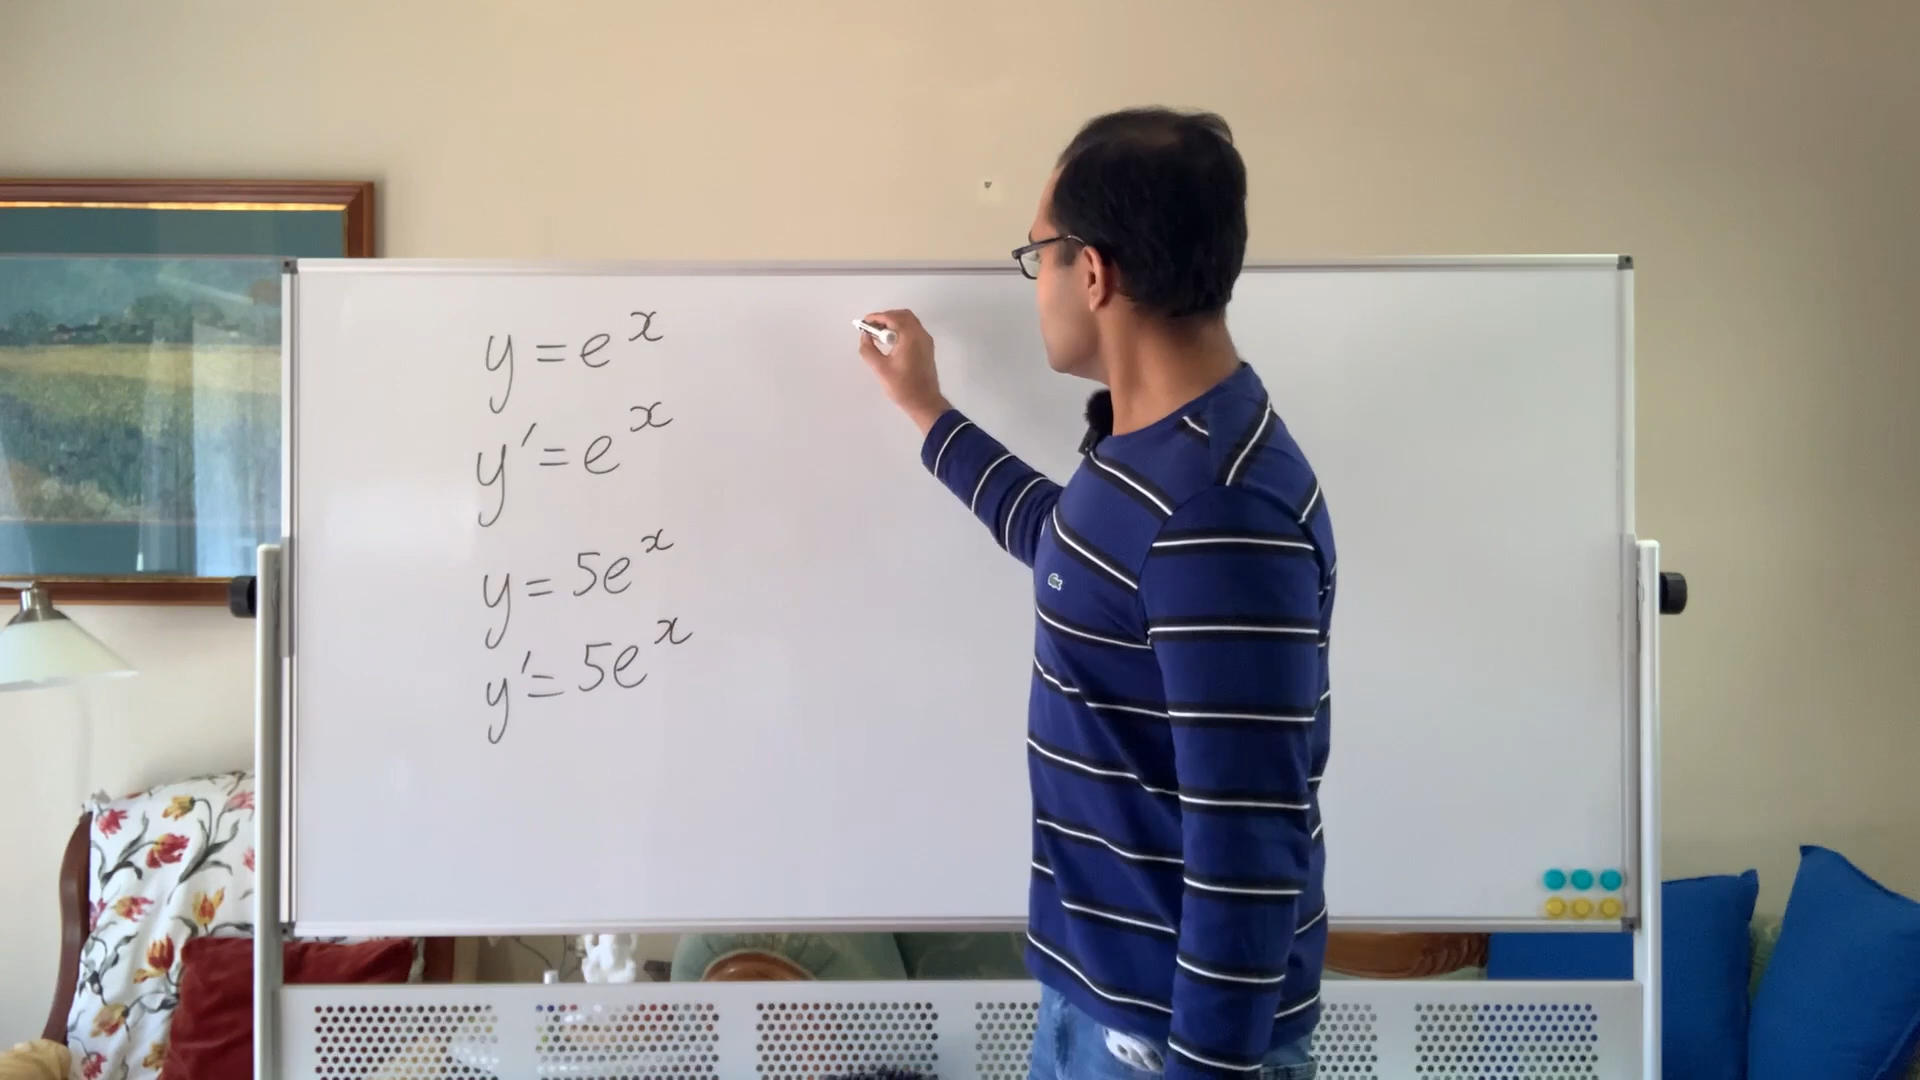 y = e^x
y' = e^x
y = 5e^x
y' = 5e^x